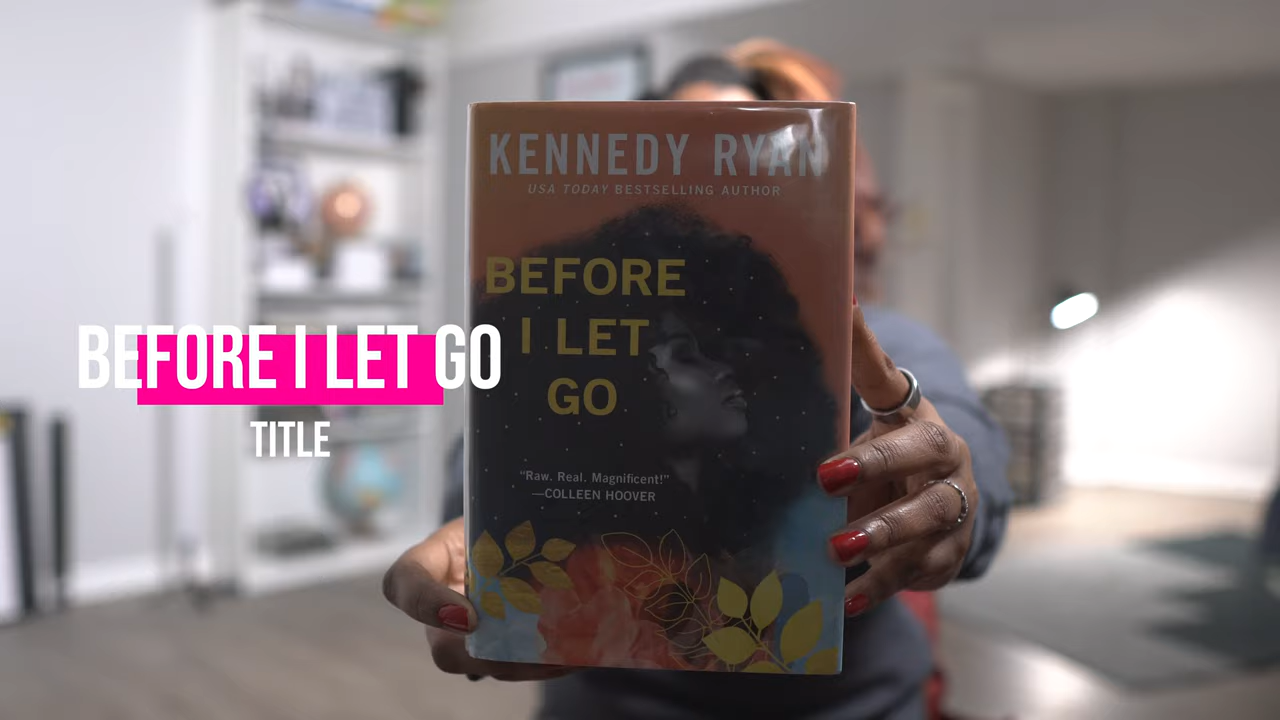 KENNEDY RYAN
USA TODAY BESTSELLING AUTHOR
BEFORE
I LET
GO
"Raw. Real. Magnificent!"
—COLLEEN HOOVER
BEFORE I LET GO
TITLE